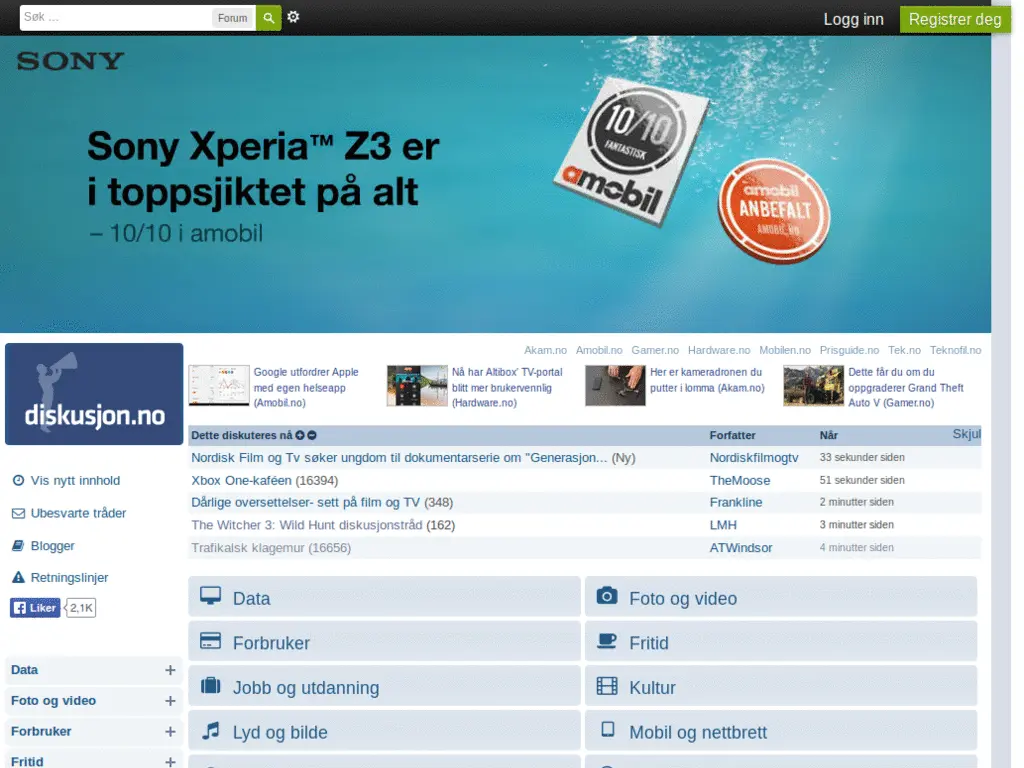 Søk ...
Forum
Logg inn
Registrer deg
SONY
Sony Xperia™ Z3 er
i toppsjiktet på alt
– 10/10 i amobil
10/10
FANTASTISK
amobil
amobil
ANBEFALT
AMOBIL.NO
diskusjon.no
Akam.no Amobil.no Gamer.no Hardware.no Mobilen.no Prisguide.no Tek.no Teknofil.no
Google utfordrer Apple
med egen helseapp
(Amobil.no)
Nå har Altibox' TV-portal
blitt mer brukervennlig
(Hardware.no)
Her er kameradronen du
putter i lomma (Akam.no)
Dette får du om du
oppgraderer Grand Theft
Auto V (Gamer.no)
Dette diskuteres nå Forfatter Når Skjul
Nordisk Film og Tv søker ungdom til dokumentarserie om "Generasjon... (Ny) Nordiskfilmogtv 33 sekunder siden
Xbox One-kaféen (16394) TheMoose 51 sekunder siden
Dårlige oversettelser- sett på film og TV (348) Frankline 2 minutter siden
The Witcher 3: Wild Hunt diskusjonstråd (162) LMH 3 minutter siden
Trafikalsk klagemur (16656) ATWindsor 4 minutter siden
Vis nytt innhold
Ubesvarte tråder
Blogger
Retningslinjer
Liker 2,1K
Data
Foto og video
Forbruker
Fritid
Data
Foto og video
Forbruker
Fritid
Jobb og utdanning
Kultur
Lyd og bilde
Mobil og nettbrett